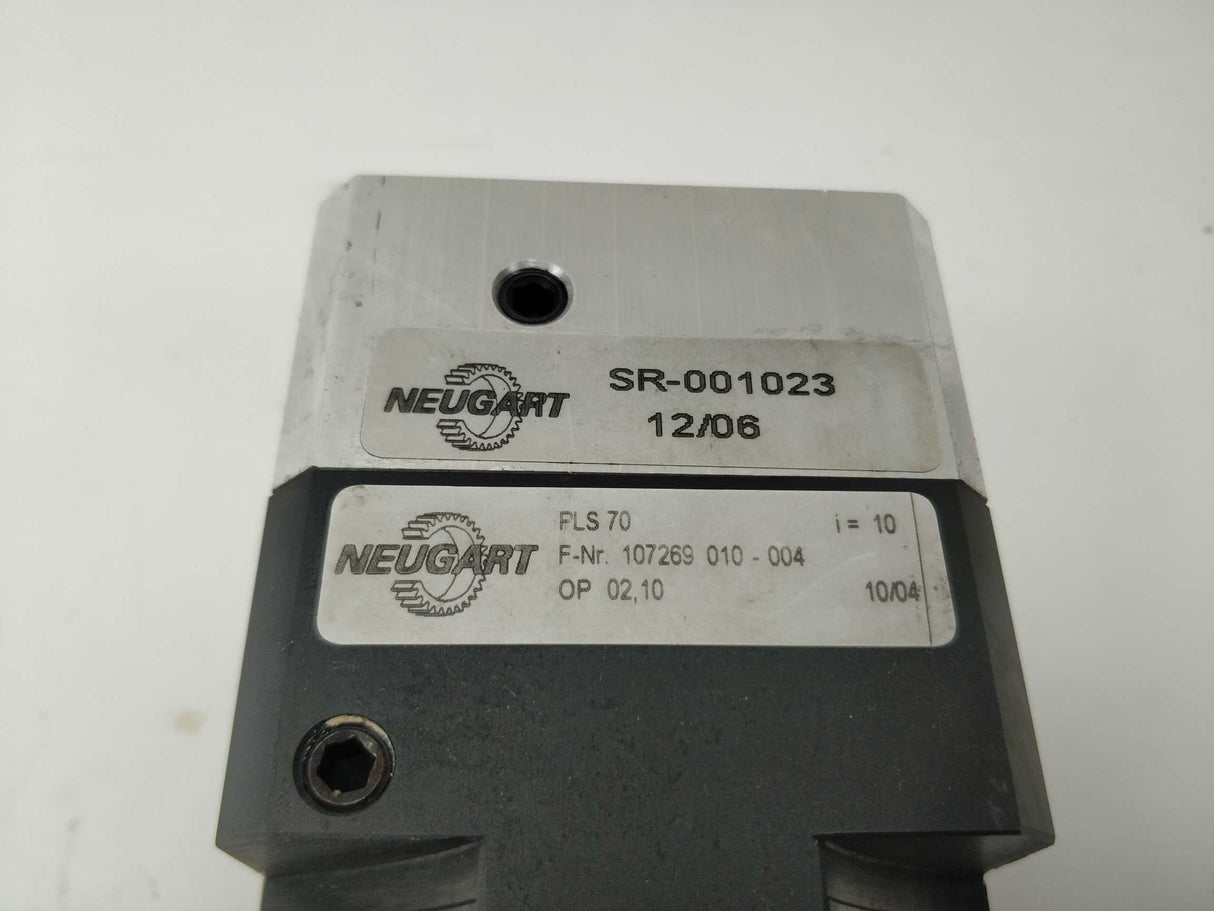 NEUGART
SR-001023
12/06
NEUGART
PLS 70 i = 10
F-Nr. 107269 010 - 004
OP 02,10 10/04